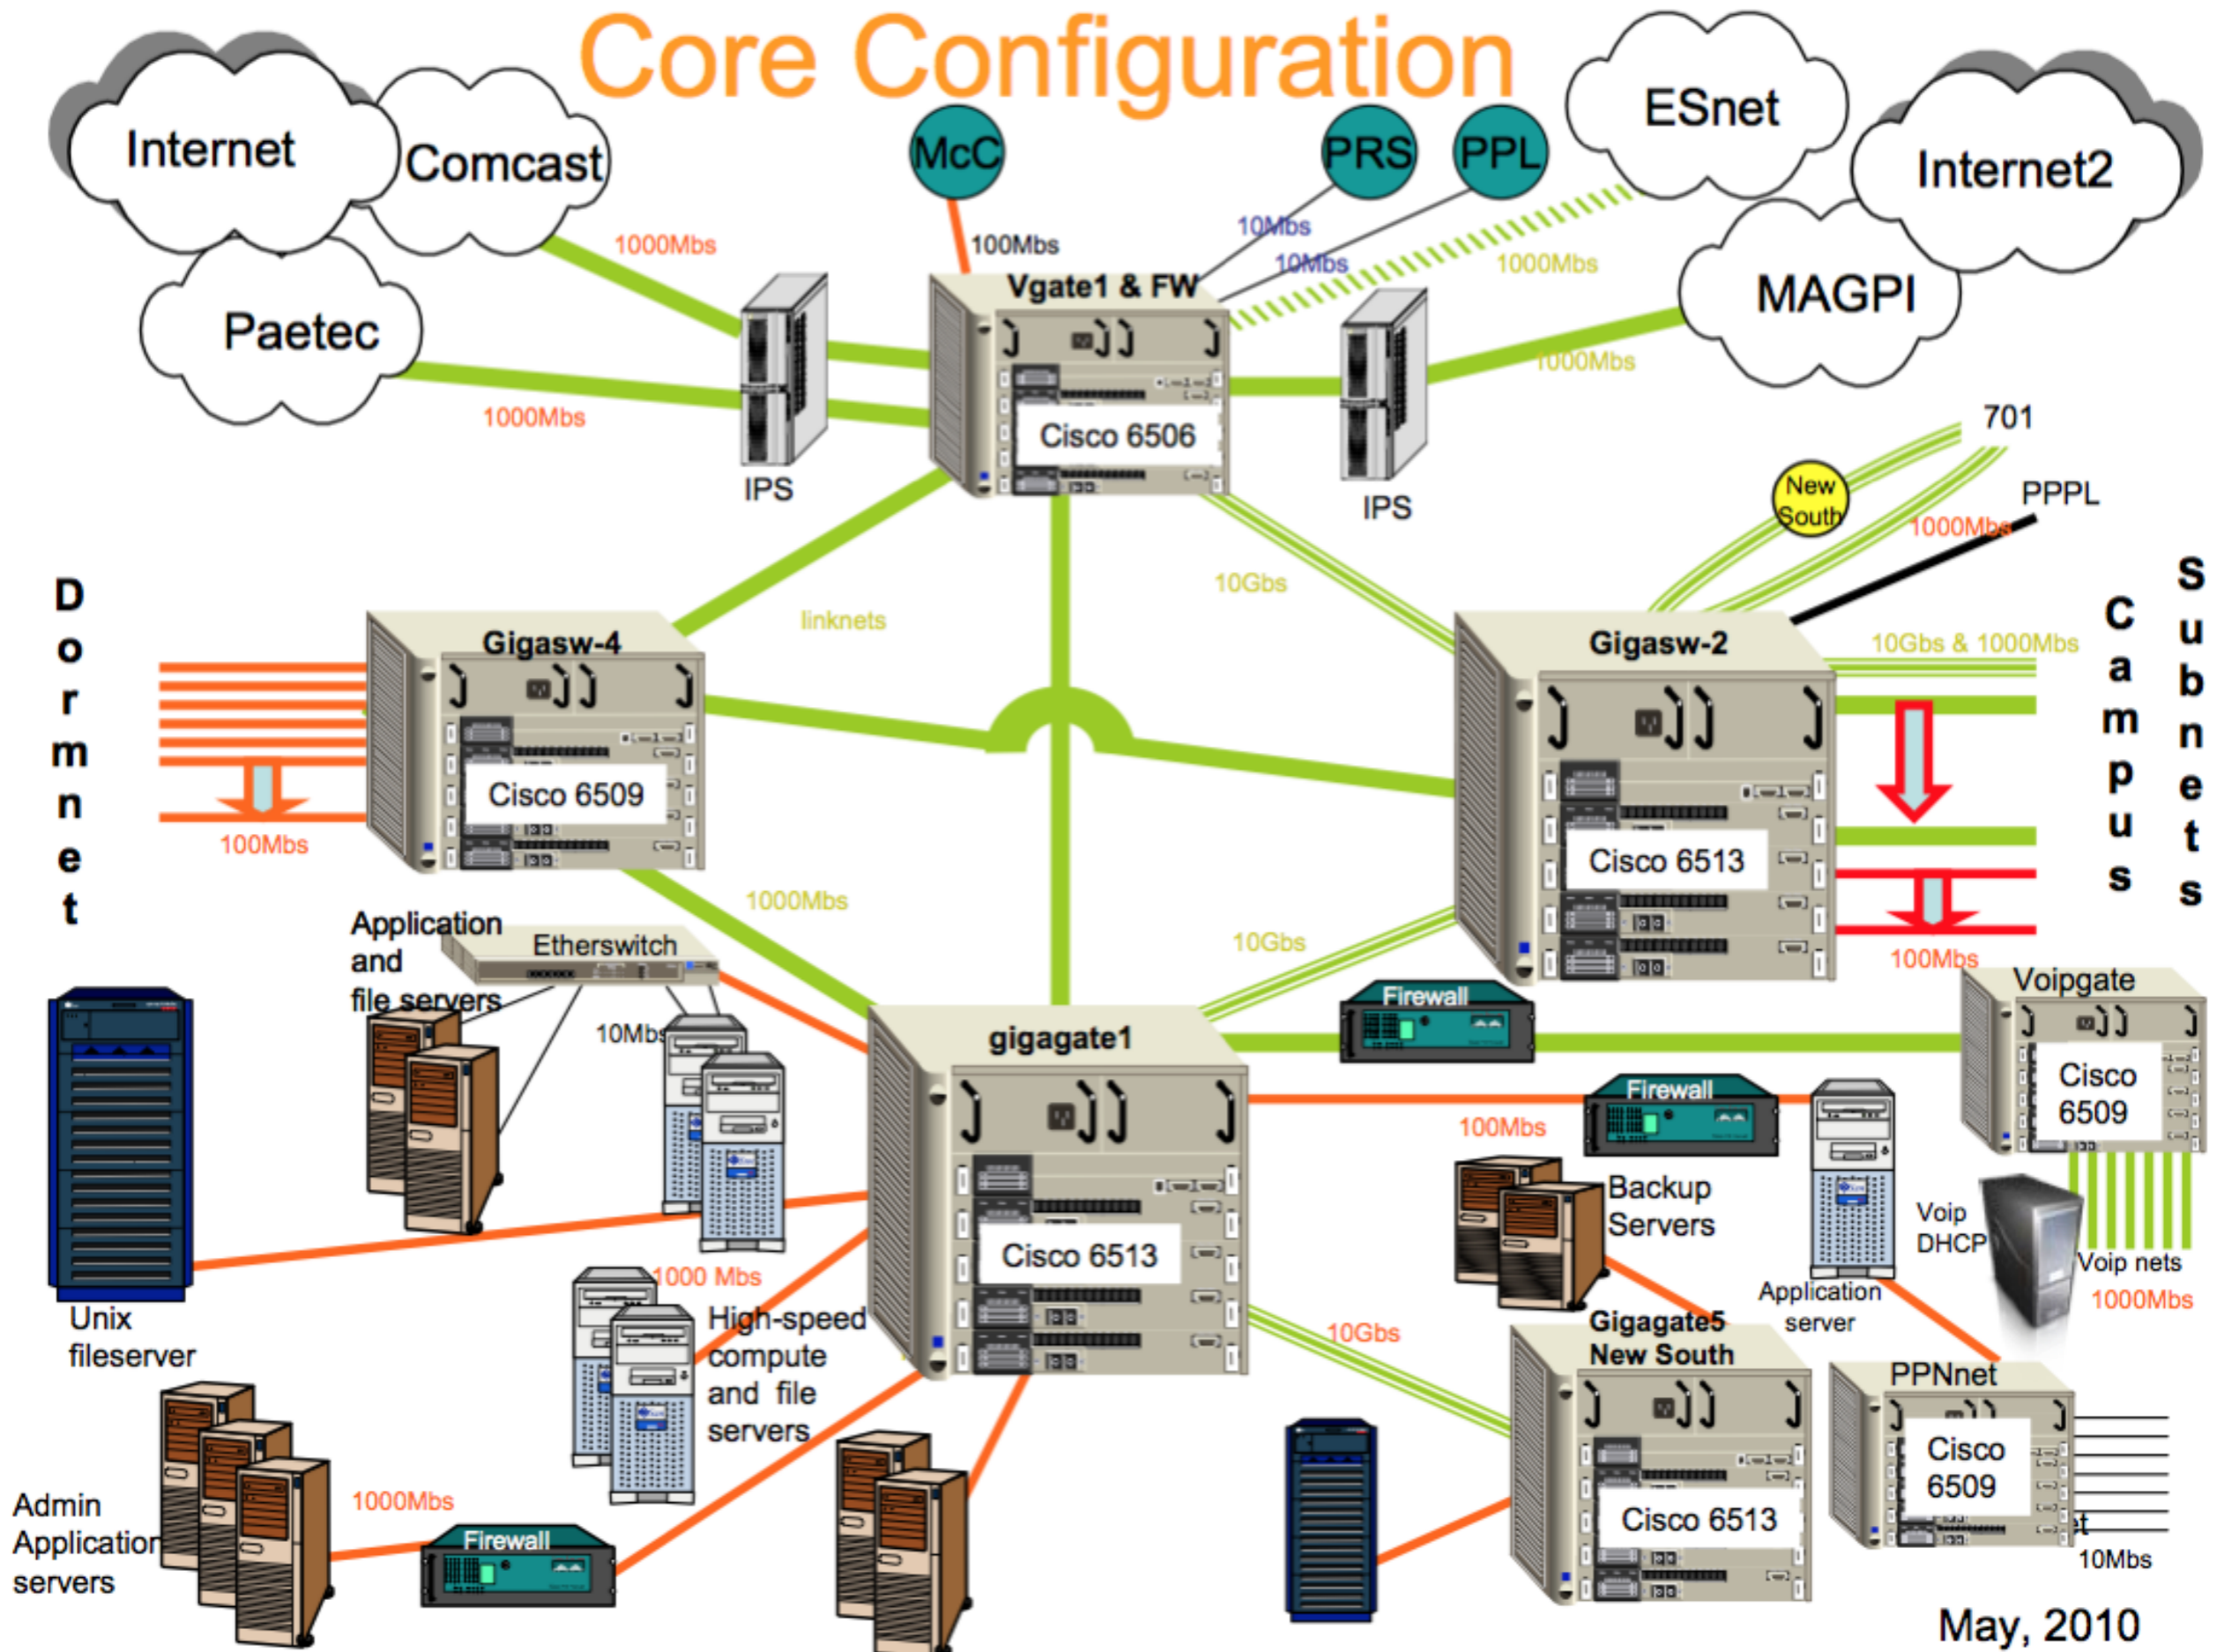 Core Configuration
Internet
Comcast
Paetec
McC
PRS
PPL
ESnet
Internet2
MAGPI
1000Mbs
100Mbs
10Mbs
10Mbs
1000Mbs
1000Mbs
1000Mbs
Vgate1 & FW
Cisco 6506
IPS
IPS
701
New
South
PPPL
1000Mbs
10Gbs
linknets
Dormnet
Gigasw-4
Cisco 6509
100Mbs
Gigasw-2
Cisco 6513
10Gbs & 1000Mbs
Campus
Subnets
100Mbs
1000Mbs
10Gbs
Application
and
file servers
Etherswitch
10Mbs
gigagate1
Cisco 6513
Firewall
Voipgate
Cisco
6509
Firewall
100Mbs
Backup
Servers
Voip
DHCP
Voip nets
1000Mbs
Application
server
Unix
fileserver
1000 Mbs
High-speed
compute
and file
servers
10Gbs
Gigagate5
New South
Cisco 6513
PPNnet
Cisco
6509
10Mbs
Admin
Application
servers
1000Mbs
Firewall
May, 2010